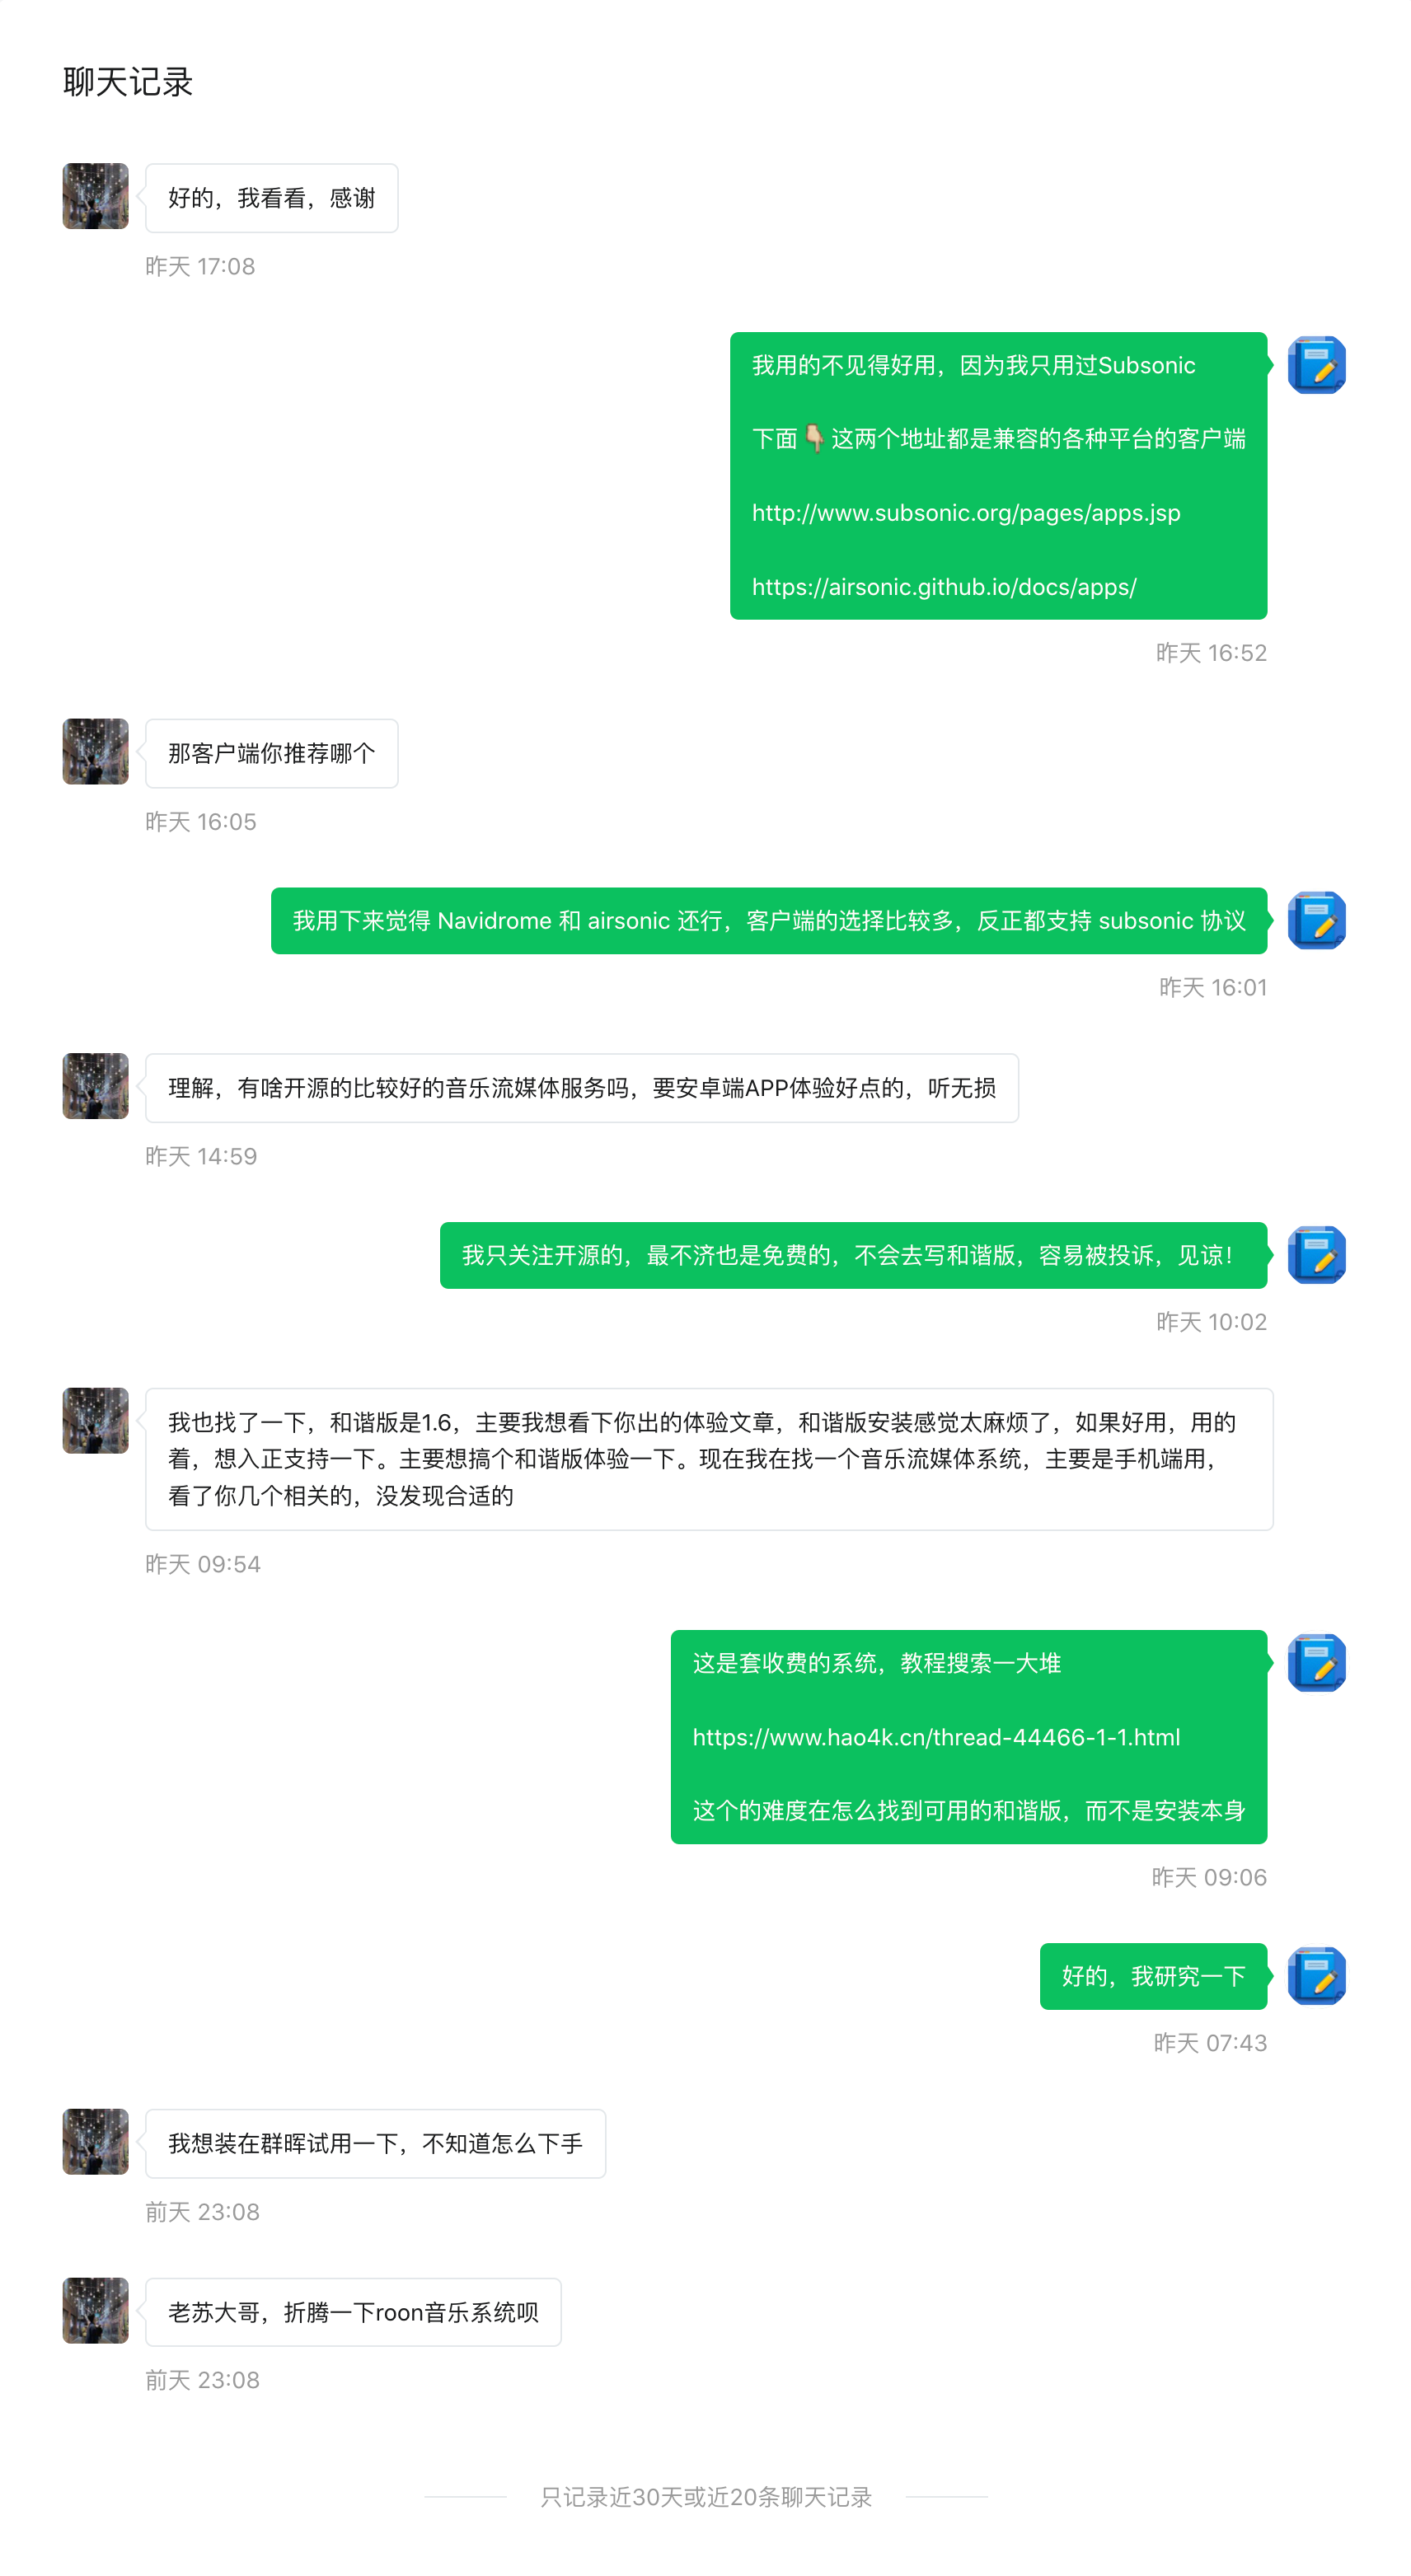 聊天记录
好的，我看看，感谢
昨天 17:08
我用的不见得好用，因为我只用过Subsonic
下面👇🏻这两个地址都是兼容的各种平台的客户端
http://www.subsonic.org/pages/apps.jsp
https://airsonic.github.io/docs/apps/
昨天 16:52
那客户端你推荐哪个
昨天 16:05
我用下来觉得 Navidrome 和 airsonic 还行，客户端的选择比较多，反正都支持 subsonic 协议
昨天 16:01
理解，有啥开源的比较好的音乐流媒体服务吗，要安卓端APP体验好点的，听无损
昨天 14:59
我只关注开源的，最不济也是免费的，不会去写和谐版，容易被投诉，见谅！
昨天 10:02
我也找了一下，和谐版是1.6，主要我想看下你出的体验文章，和谐版安装感觉太麻烦了，如果好用，用的
着，想入正支持一下。主要想搞个和谐版体验一下。现在我在找一个音乐流媒体系统，主要是手机端用，
看了你几个相关的，没发现合适的
昨天 09:54
这是套收费的系统，教程搜索一大堆
https://www.hao4k.cn/thread-44466-1-1.html
这个的难度在怎么找到可用的和谐版，而不是安装本身
昨天 09:06
好的，我研究一下
昨天 07:43
我想装在群晖试用一下，不知道怎么下手
前天 23:08
老苏大哥，折腾一下roon音乐系统呗
前天 23:08
只记录近30天或近20条聊天记录